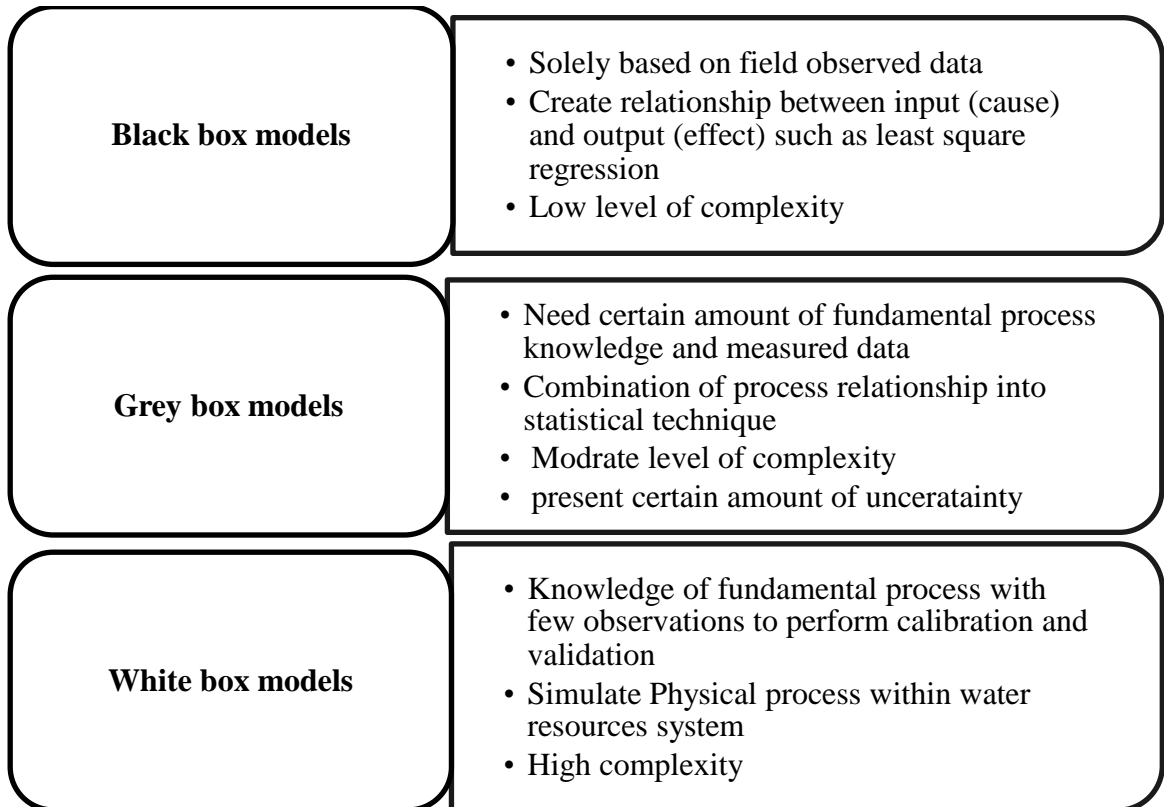 Black box models
• Solely based on field observed data
• Create relationship between input (cause)
and output (effect) such as least square
regression
• Low level of complexity
Grey box models
• Need certain amount of fundamental process
knowledge and measured data
• Combination of process relationship into
statistical technique
• Modrate level of complexity
• present certain amount of unceratainty
White box models
• Knowledge of fundamental process with
few observations to perform calibration and
validation
• Simulate Physical process within water
resources system
• High complexity